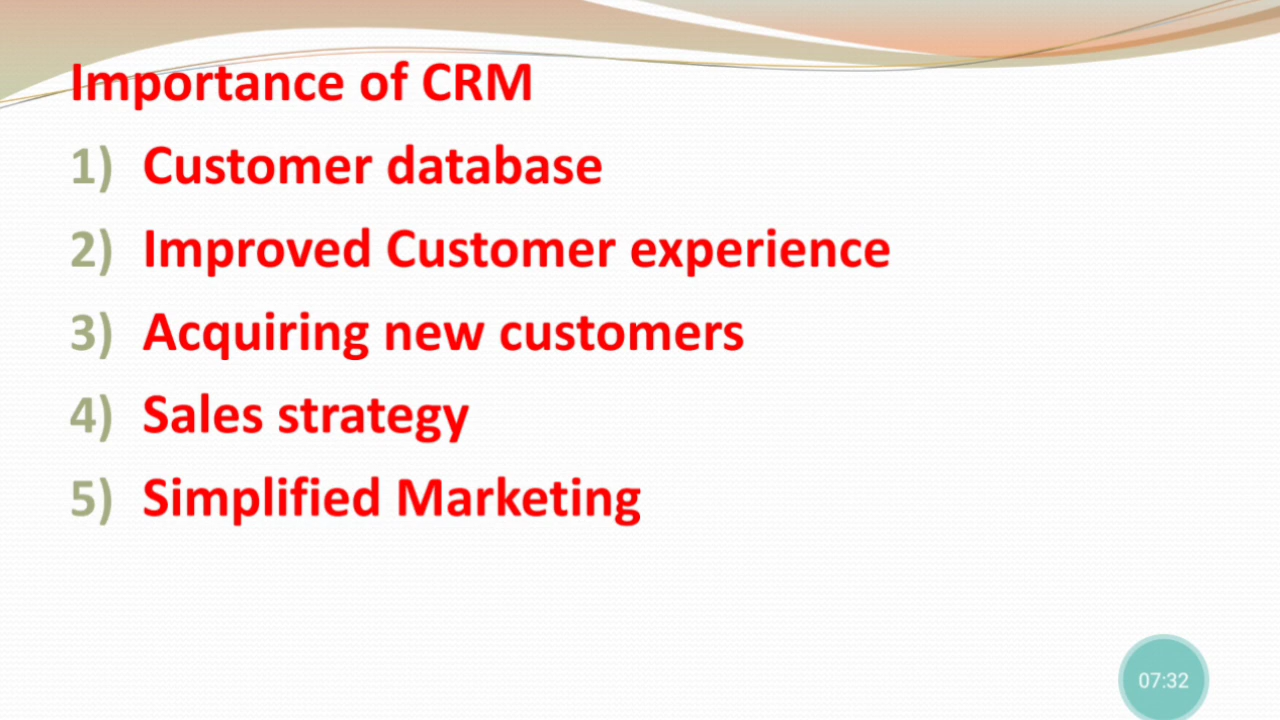 Importance of CRM
1) Customer database
2) Improved Customer experience
3) Acquiring new customers
4) Sales strategy
5) Simplified Marketing
07:32